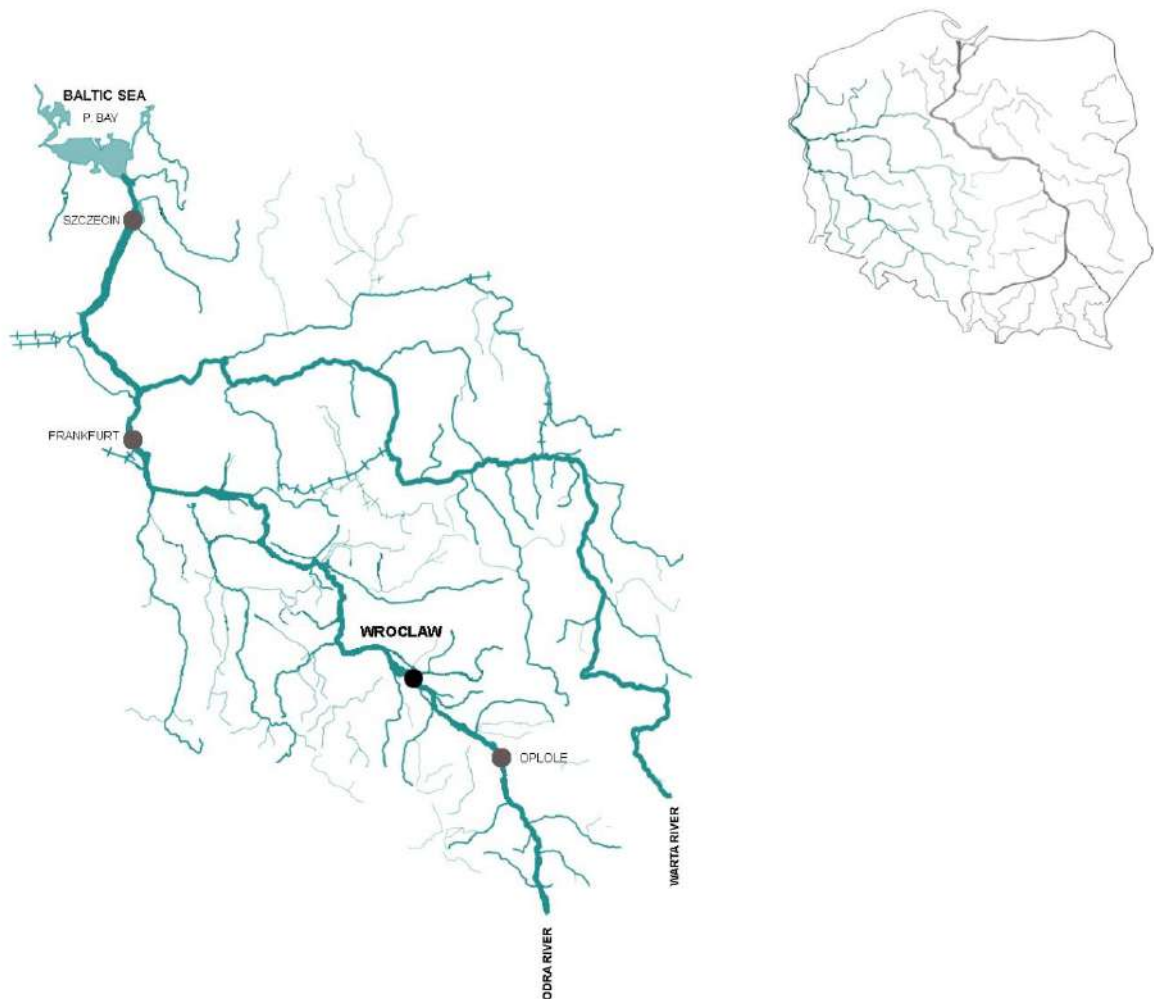 BALTIC SEA
P. BAY
SZCZECIN
FRANKFURT
WROCLAW
OPLOLE
WARTA RIVER
ODRA RIVER